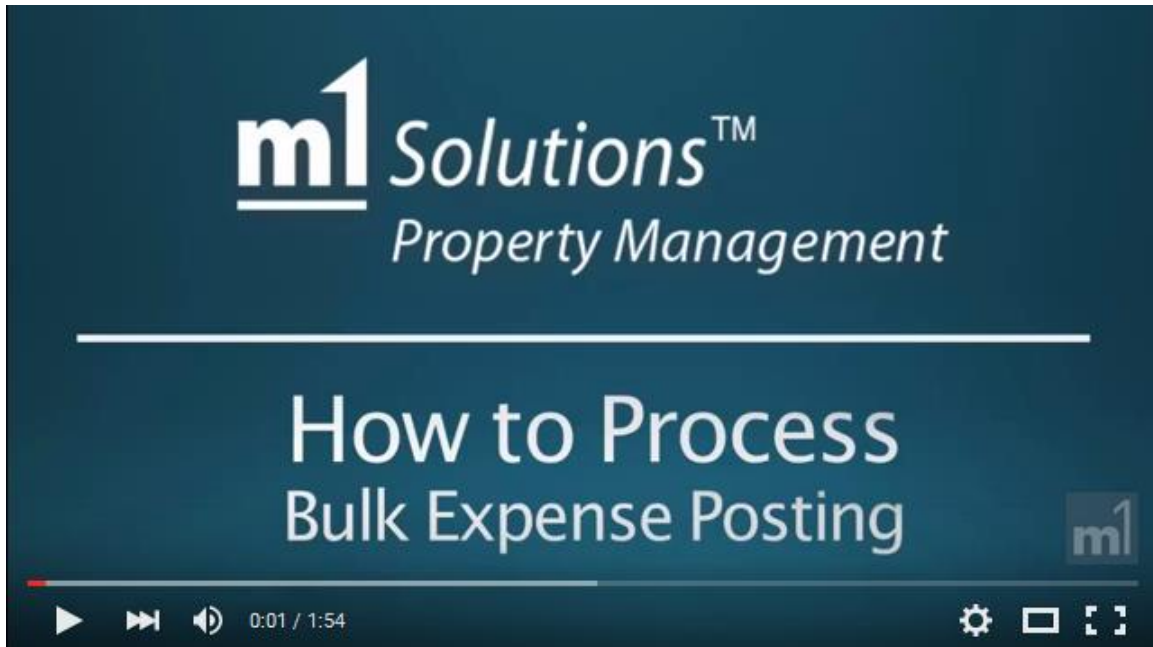 m1 Solutions™
Property Management
How to Process
Bulk Expense Posting
m1
0:01 / 1:54